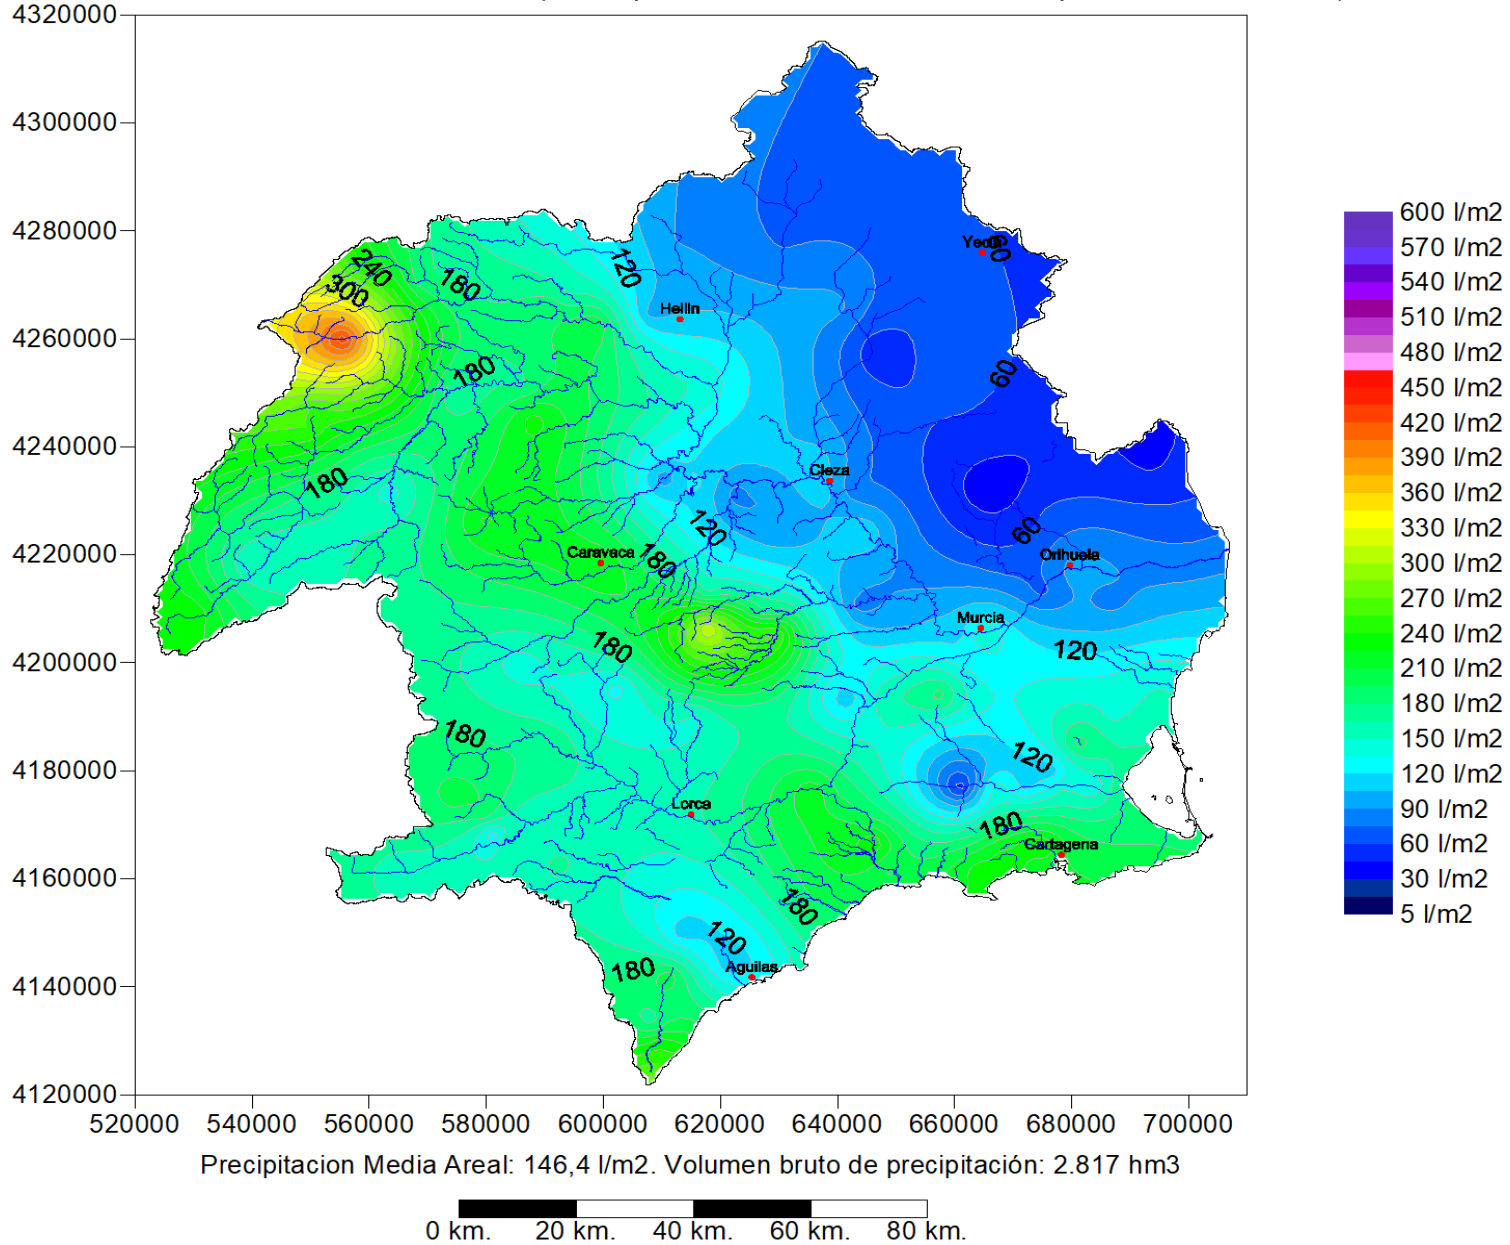 4320000
4300000
4280000
4260000
4240000
4220000
4200000
4180000
4160000
4140000
4120000
520000 540000 560000 580000 600000 620000 640000 660000 680000 700000
60
240
120
300
180
Hellin
180
60
180
Cieza
120
60
180
Caravaca
Orihuela
Murcia
180
120
180
120
Lorca
180
Cartagena
180
120
180
Aguilas
600 l/m2
570 l/m2
540 l/m2
510 l/m2
480 l/m2
450 l/m2
420 l/m2
390 l/m2
360 l/m2
330 l/m2
300 l/m2
270 l/m2
240 l/m2
210 l/m2
180 l/m2
150 l/m2
120 l/m2
90 l/m2
60 l/m2
30 l/m2
5 l/m2
Precipitacion Media Areal: 146,4 l/m2. Volumen bruto de precipitación: 2.817 hm3
0 km. 20 km. 40 km. 60 km. 80 km.